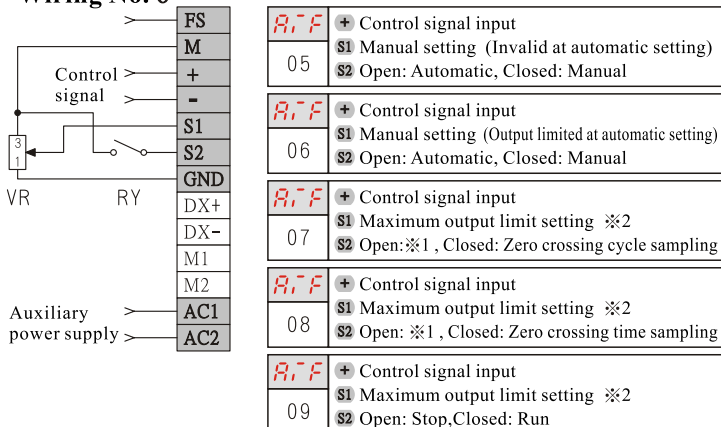 FS
M
+
-
S1
S2
GND
DX+
DX-
M1
M2
AC1
AC2
Control
signal
3
1
VR
RY
Auxiliary
power supply
AiF
05
+ Control signal input
S1 Manual setting (Invalid at automatic setting)
S2 Open: Automatic, Closed: Manual
AiF
06
+ Control signal input
S1 Manual setting (Output limited at automatic setting)
S2 Open: Automatic, Closed: Manual
AiF
07
+ Control signal input
S1 Maximum output limit setting ※2
S2 Open:※1 , Closed: Zero crossing cycle sampling
AiF
08
+ Control signal input
S1 Maximum output limit setting ※2
S2 Open: ※1 , Closed: Zero crossing time sampling
AiF
09
+ Control signal input
S1 Maximum output limit setting ※2
S2 Open: Stop,Closed: Run